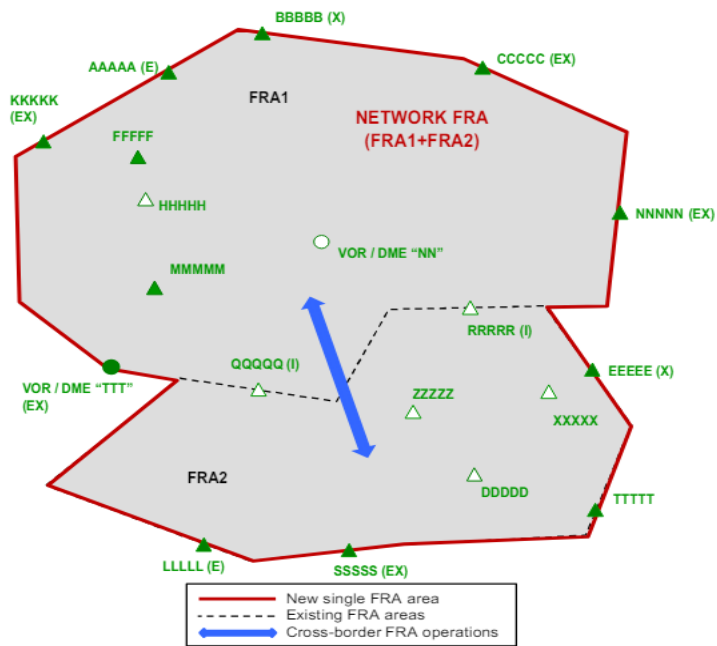 BBBBB (X)
CCCCC (EX)
AAAAA (E)
KKKKK
(EX)
FRA1
NETWORK FRA
(FRA1+FRA2)
FFFFF
HHHHH
NNNNN (EX)
VOR / DME “NN”
MMMMM
RRRRR (I)
QQQQQ (I)
EEEEE (X)
VOR / DME “TTT”
(EX)
ZZZZZ
XXXXX
FRA2
DDDDD
TTTTT
LLLLL (E)
SSSSS (EX)
New single FRA area
Existing FRA areas
Cross-border FRA operations